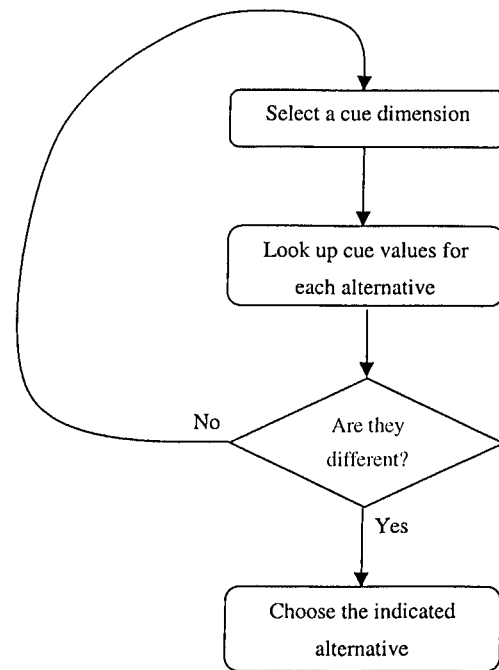 Select a cue dimension
Look up cue values for
each alternative
No
Are they
different?
Yes
Choose the indicated
alternative